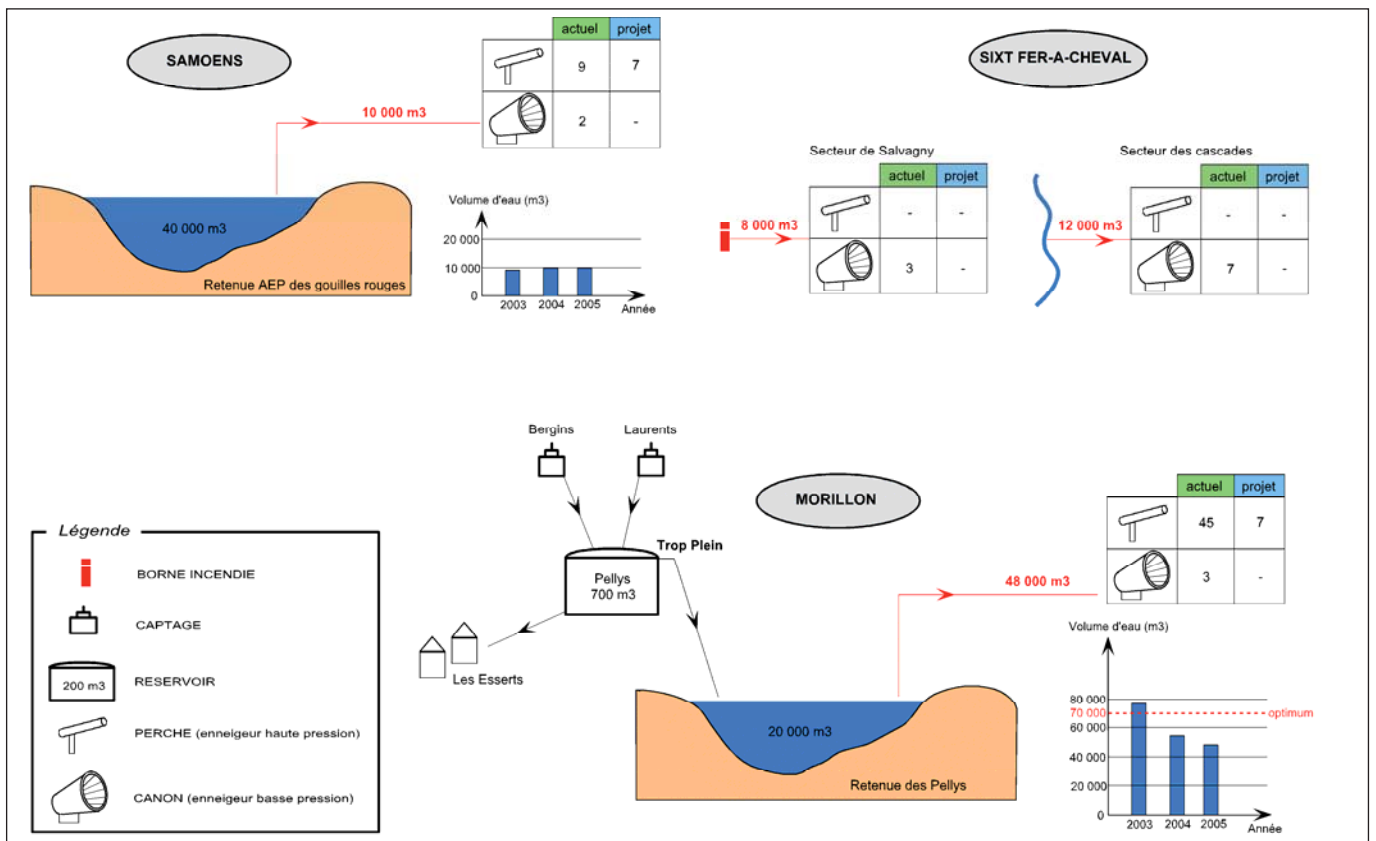 SAMOENS
actuel projet
9 7
2 -
10 000 m3
40 000 m3
Retenue AEP des gouilles rouges
Volume d'eau (m3)
20 000
10 000
0
2003 2004 2005
Année
SIXT FER-A-CHEVAL
Secteur de Salvagny
actuel projet
8 000 m3
- -
3 -
Secteur des cascades
actuel projet
12 000 m3
- -
7 -
Bergins
Laurents
Trop Plein
Pellys
700 m3
Les Esserts
MORILLON
actuel projet
45 7
3 -
48 000 m3
20 000 m3
Retenue des Pellys
Volume d'eau (m3)
80 000
70 000
optimum
60 000
40 000
20 000
0
2003 2004 2005
Année
Légende
BORNE INCENDIE
CAPTAGE
200 m3
RESERVOIR
PERCHE (enneigeur haute pression)
CANON (enneigeur basse pression)